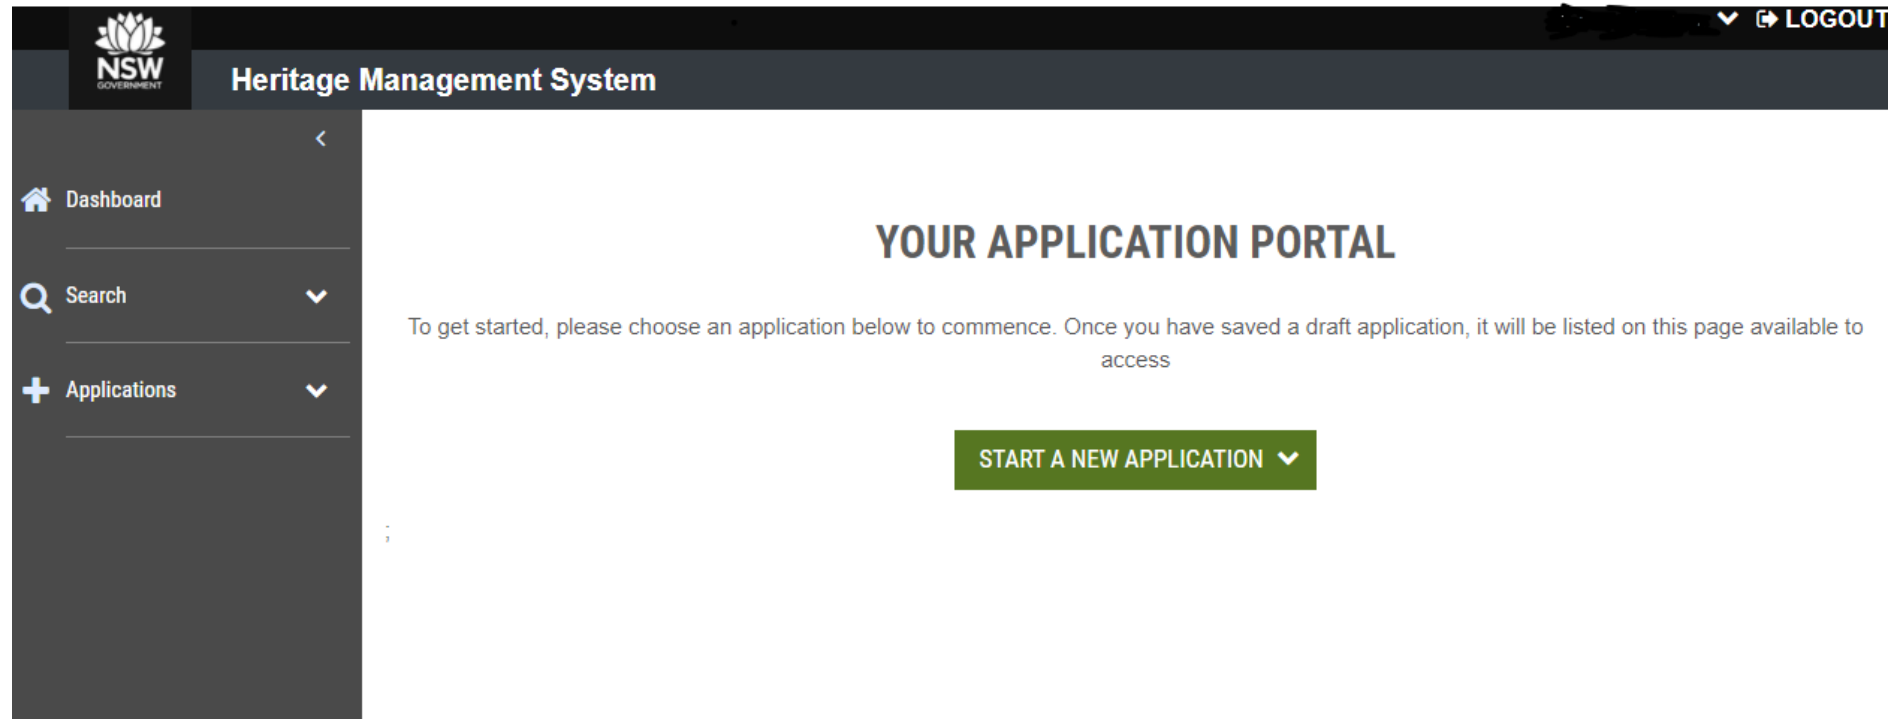 LOGOUT
NSW
GOVERNMENT
Heritage Management System
Dashboard
Search
Applications
YOUR APPLICATION PORTAL
To get started, please choose an application below to commence. Once you have saved a draft application, it will be listed on this page available to
access
START A NEW APPLICATION
;